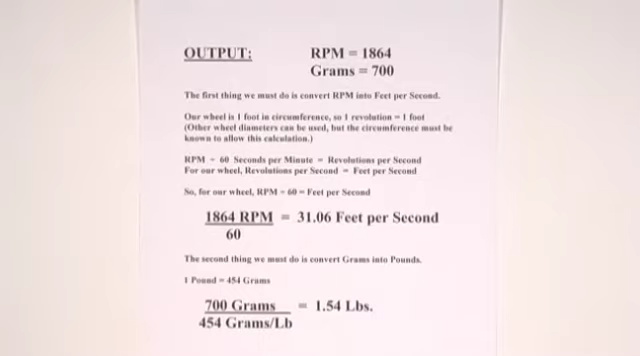 OUTPUT: RPM = 1864
Grams = 700
The first thing we must do is convert RPM into Feet per Second.
Our wheel is 1 foot in circumference, so 1 revolution = 1 foot
(Other wheel diameters can be used, but the circumference must be
known to allow this calculation.)
RPM ÷ 60 Seconds per Minute = Revolutions per Second
For our wheel, Revolutions per Second = Feet per Second
So, for our wheel, RPM ÷ 60 = Feet per Second
1864 RPM = 31.06 Feet per Second
60
The second thing we must do is convert Grams into Pounds.
1 Pound = 454 Grams
700 Grams = 1.54 Lbs.
454 Grams/Lb